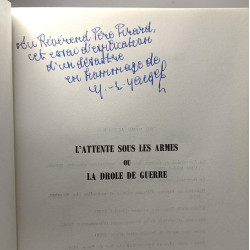 Au Révérend Père Pirard,
cet essai d'explication
d'un désastre
en hommage de
L'ATTENTE SOUS LES ARMES
OU
LA DROLE DE GUERRE